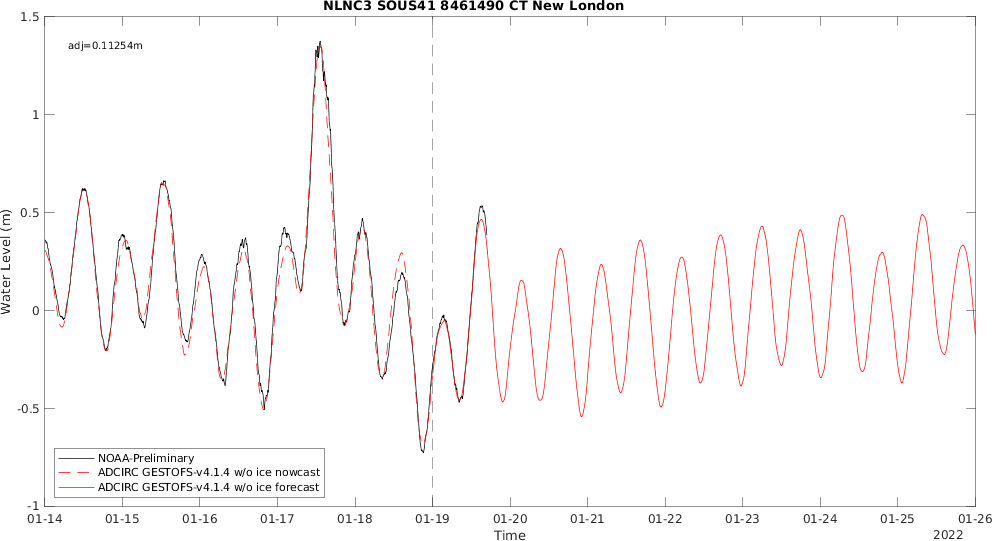 NLNC3 SOUS41 8461490 CT New London
adj=0.11254m
1.5
1
0.5
0
-0.5
-1
Water Level (m)
NOAA-Preliminary
ADCIRC GESTOFS-v4.1.4 w/o ice nowcast
ADCIRC GESTOFS-v4.1.4 w/o ice forecast
01-14 01-15 01-16 01-17 01-18 01-19 01-20 01-21 01-22 01-23 01-24 01-25 01-26
Time
2022